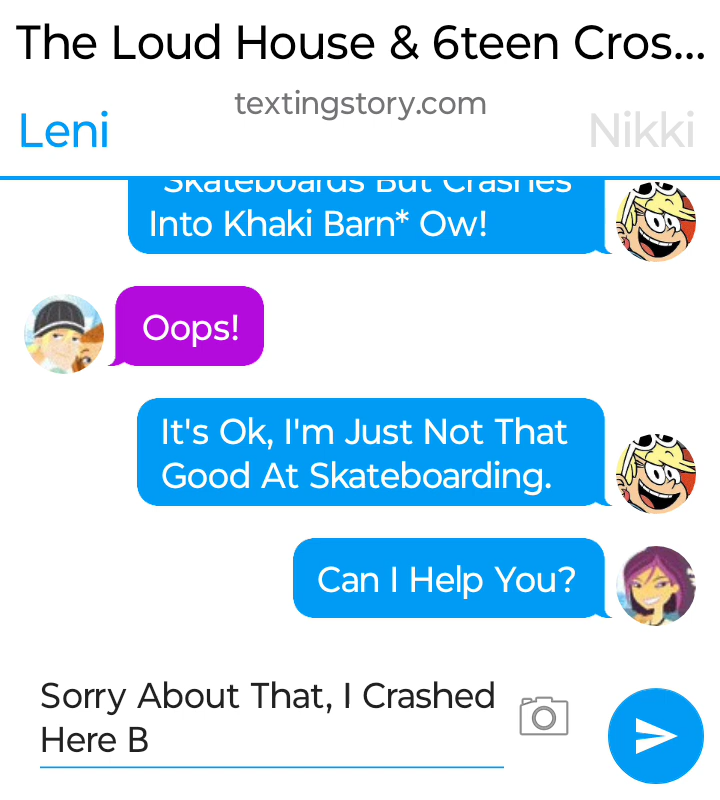 The Loud House & 6teen Cros...
textingstory.com
Leni
Nikki
Skateboards But Crashes
Into Khaki Barn* Ow!
Oops!
It's Ok, I'm Just Not That
Good At Skateboarding.
Can I Help You?
Sorry About That, I Crashed
Here B